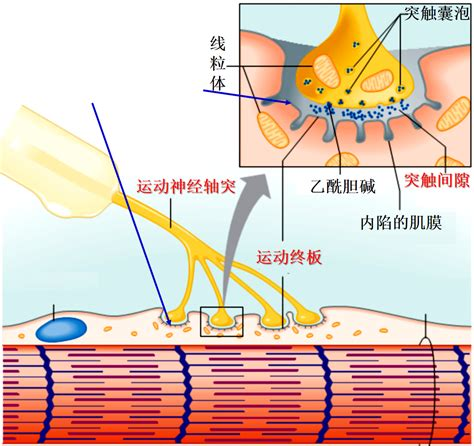 突触囊泡
线
粒
体
运动神经轴突
乙酰胆碱
突触间隙
内陷的肌膜
运动终板